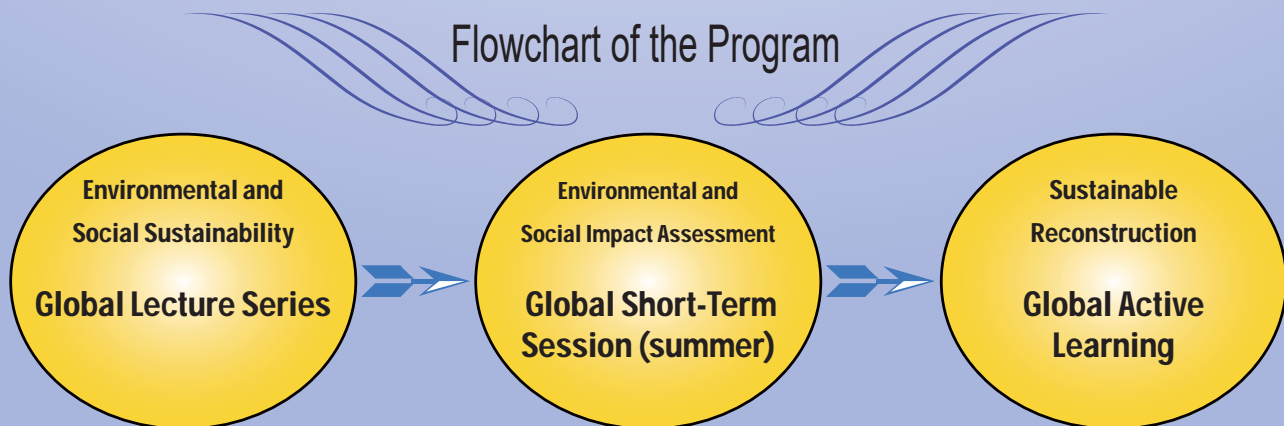 Flowchart of the Program
Environmental and
Social Sustainability
Global Lecture Series
Environmental and
Social Impact Assessment
Global Short-Term
Session (summer)
Sustainable
Reconstruction
Global Active
Learning